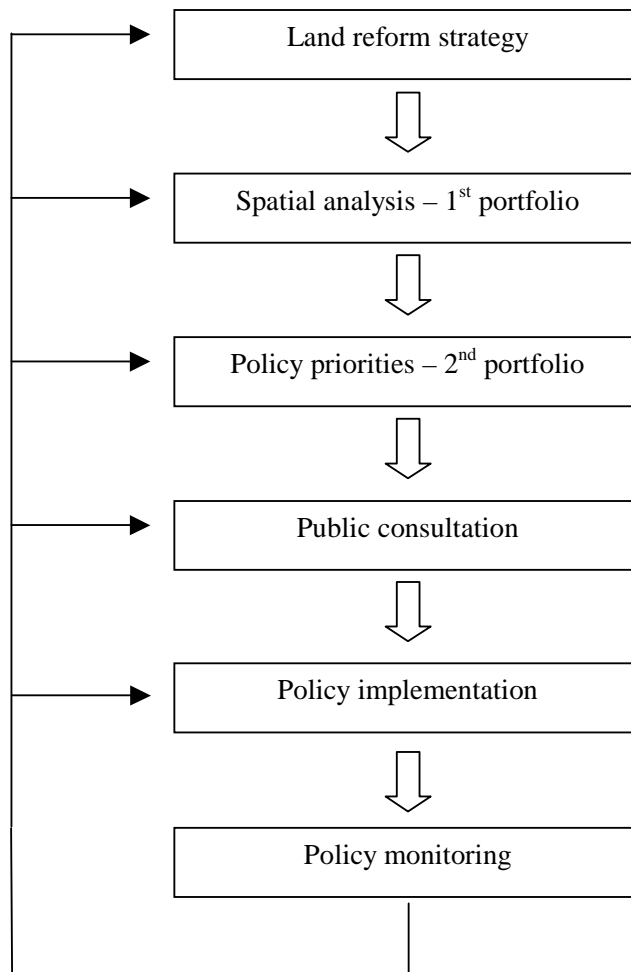 Land reform strategy
Spatial analysis – 1st portfolio
Policy priorities – 2nd portfolio
Public consultation
Policy implementation
Policy monitoring